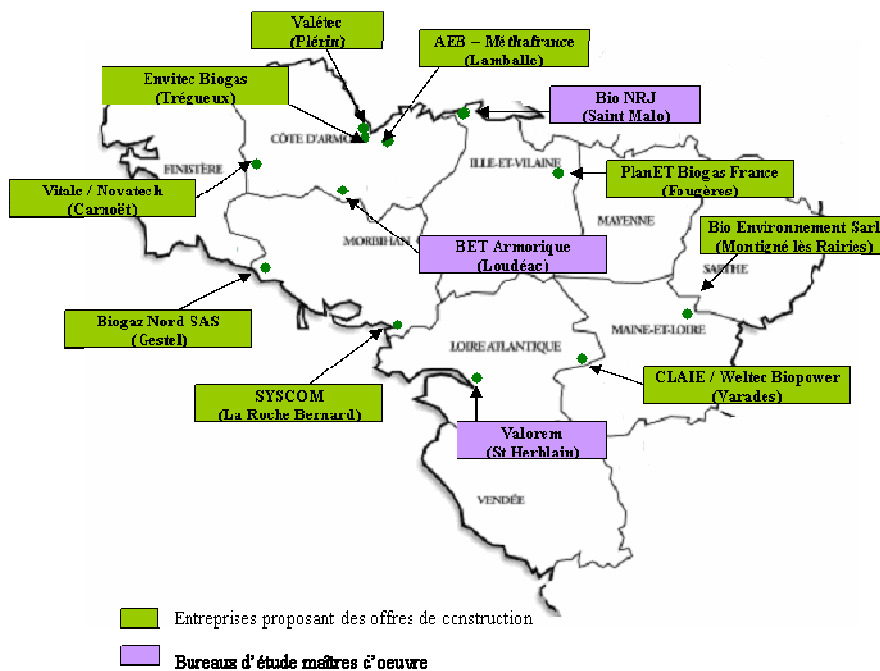 Valétec
(Plérin)
AEB – Méthafrance
(Lamballe)
Envitec Biogas
(Trégueux)
Bio NRJ
(Saint Malo)
CÔTE D'ARMO
ILLE-ET-VILAINE
FINISTÈRE
PlanET Biogas France
(Fougères)
Vitale / Novatech
(Carnoët)
MAYENNE
Bio Environnement Sarl
(Montigné lès Rairies)
MORBIHAN
BET Armorique
(Loudéac)
SARTHE
Biogaz Nord SAS
(Gestel)
MAINE-ET-LOIRE
LOIRE ATLANTIQUE
SYSCOM
(La Roche Bernard)
CLAIE / Weltec Biopower
(Varades)
Valorem
(St Herblain)
VENDÉE
Entreprises proposant des offres de construction
Bureaux d'étude maîtres d'oeuvre